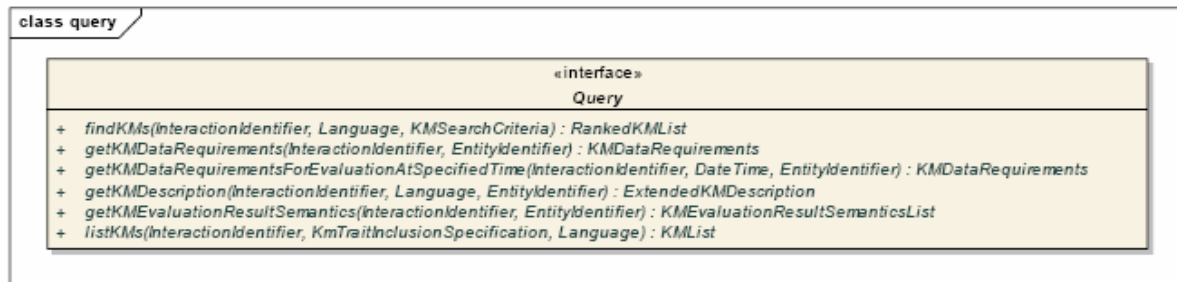 class query
«interface»
Query
+ findKMs(InteractionIdentifier, Language, KMSearchCriteria) : RankedKMList
+ getKMDataRequirements(InteractionIdentifier, EntityIdentifier) : KMDataRequirements
+ getKMDataRequirementsForEvaluationAtSpecifiedTime(InteractionIdentifier, DateTime, EntityIdentifier) : KMDataRequirements
+ getKMDescription(InteractionIdentifier, Language, EntityIdentifier) : ExtendedKMDescription
+ getKMEvaluationResultSemantics(InteractionIdentifier, EntityIdentifier) : KMEvaluationResultSemanticsList
+ listKMs(InteractionIdentifier, KmTraitInclusionSpecification, Language) : KMList